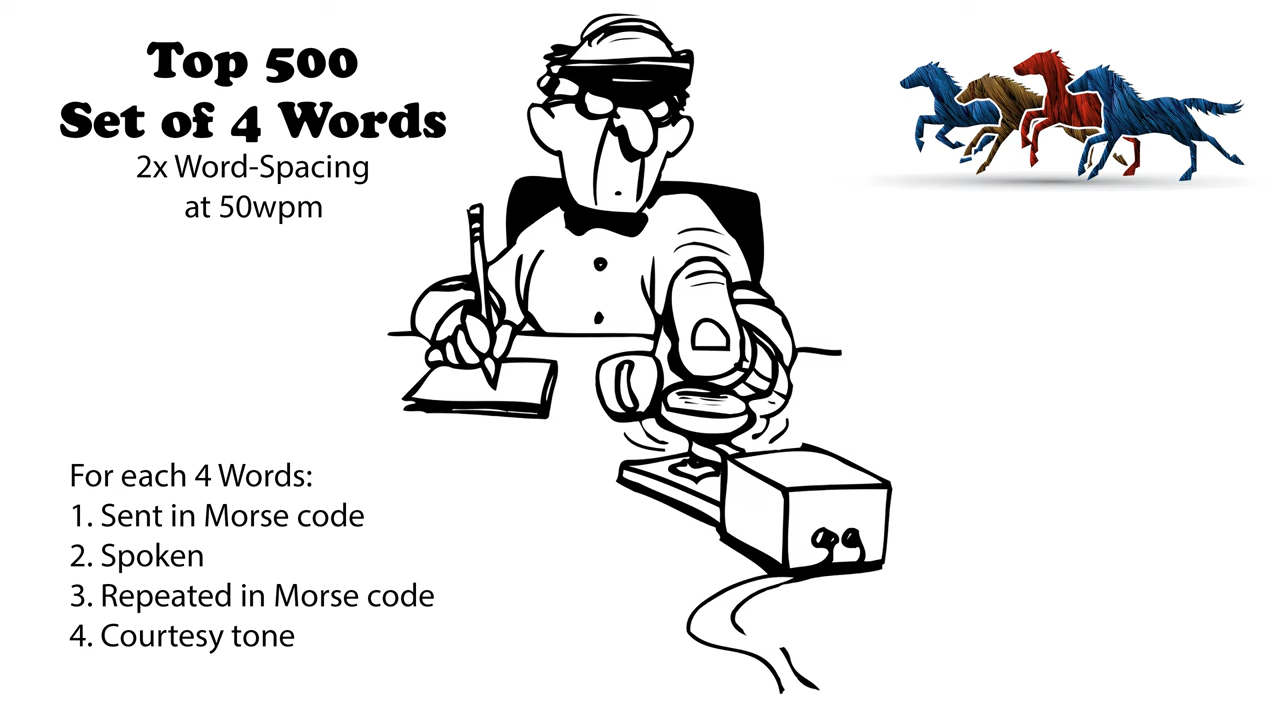 Top 500
Set of 4 Words
2x Word-Spacing
at 50wpm
For each 4 Words:
1. Sent in Morse code
2. Spoken
3. Repeated in Morse code
4. Courtesy tone